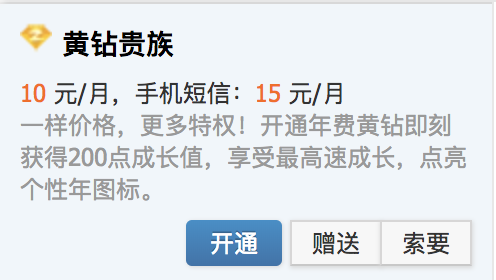 黄钻贵族
10 元/月，手机短信：15 元/月
一样价格，更多特权！开通年费黄钻即刻
获得200点成长值，享受最高速成长，点亮
个性年图标。
开通 赠送 索要